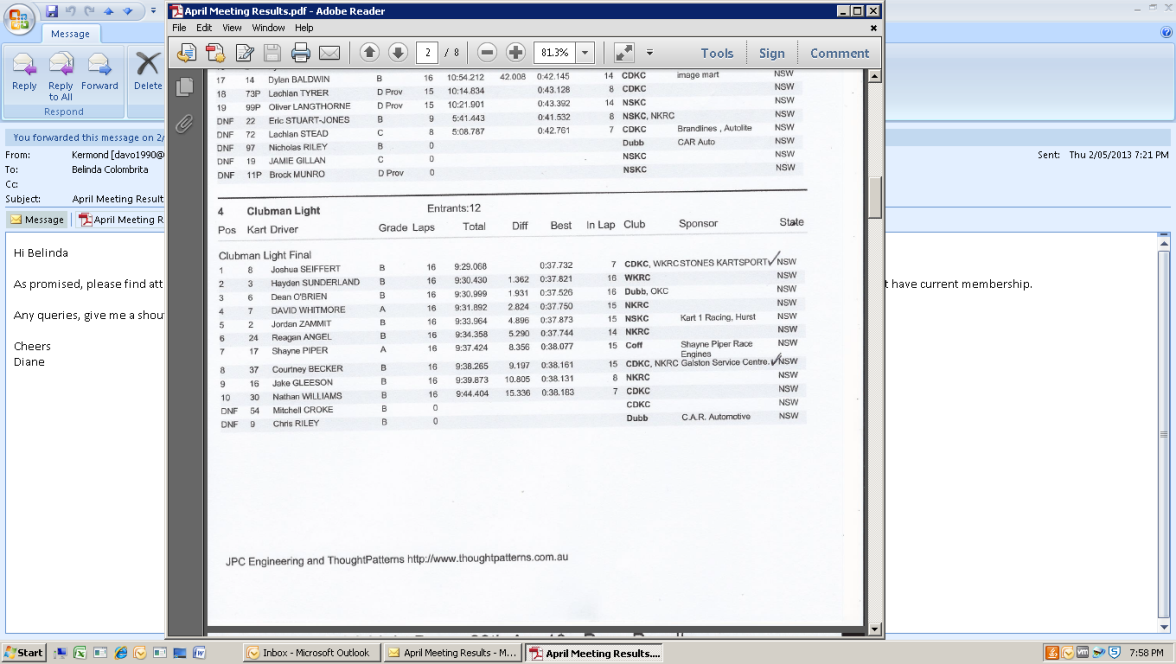 Message
April Meeting Results.pdf - Adobe Reader
File Edit View Window Help
2 / 8 81.3% Tools Sign Comment
Reply Reply to All Forward Delete
Respond
You forwarded this message on 2/
From: Kermond [davo1990@
To: Belinda Colombrita
Cc:
Subject: April Meeting Result
Sent: Thu 2/05/2013 7:21 PM
Message April Meeting R
Hi Belinda
As promised, please find att
t have current membership.
Any queries, give me a shou
Cheers
Diane
17 14 Dylan BALDWIN B 16 10:54.212 42.008 0:42.145 14 CDKC image mart NSW
18 73P Lachlan TYRER D Prov 15 10:14.834 0:43.128 8 CDKC NSW
19 99P Oliver LANGTHORNE D Prov 15 10:21.901 0:43.392 14 NSKC NSW
DNF 22 Eric STUART-JONES B 9 5:41.443 0:41.532 8 NSKC, NKRC NSW
DNF 72 Lachlan STEAD C 8 5:08.787 0:42.761 7 CDKC Brandlines , Autolite NSW
DNF 97 Nicholas RILEY B 0 Dubb CAR Auto NSW
DNF 19 JAMIE GILLAN C 0 NSKC NSW
DNF 11P Brock MUNRO D Prov 0 NSKC NSW
4 Clubman Light Entrants:12
Pos Kart Driver Grade Laps Total Diff Best In Lap Club Sponsor State
Clubman Light Final
1 8 Joshua SEIFFERT B 16 9:29.068 0:37.732 7 CDKC, WKRC STONES KARTSPORT NSW
2 3 Hayden SUNDERLAND B 16 9:30.430 1.362 0:37.821 16 WKRC NSW
3 6 Dean O'BRIEN B 16 9:30.999 1.931 0:37.526 16 Dubb, OKC NSW
4 7 DAVID WHITMORE A 16 9:31.892 2.824 0:37.750 15 NKRC NSW
5 2 Jordan ZAMMIT B 16 9:33.964 4.896 0:37.873 15 NSKC Kart 1 Racing, Hurst NSW
6 24 Reagan ANGEL B 16 9:34.358 5.290 0:37.744 14 NKRC NSW
7 17 Shayne PIPER A 16 9:37.424 8.356 0:38.077 15 Coff Shayne Piper Race Engines NSW
8 37 Courtney BECKER B 16 9:38.265 9.197 0:38.161 15 CDKC, NKRC Galston Service Centre. NSW
9 16 Jake GLEESON B 16 9:39.873 10.805 0:38.131 8 NKRC NSW
10 30 Nathan WILLIAMS B 16 9:44.404 15.336 0:38.183 7 CDKC NSW
DNF 54 Mitchell CROKE B 0 CDKC NSW
DNF 9 Chris RILEY B 0 Dubb C.A.R. Automotive NSW
JPC Engineering and ThoughtPatterns http://www.thoughtpatterns.com.au
Start Inbox - Microsoft Outlook April Meeting Results - M... April Meeting Results.... 7:58 PM